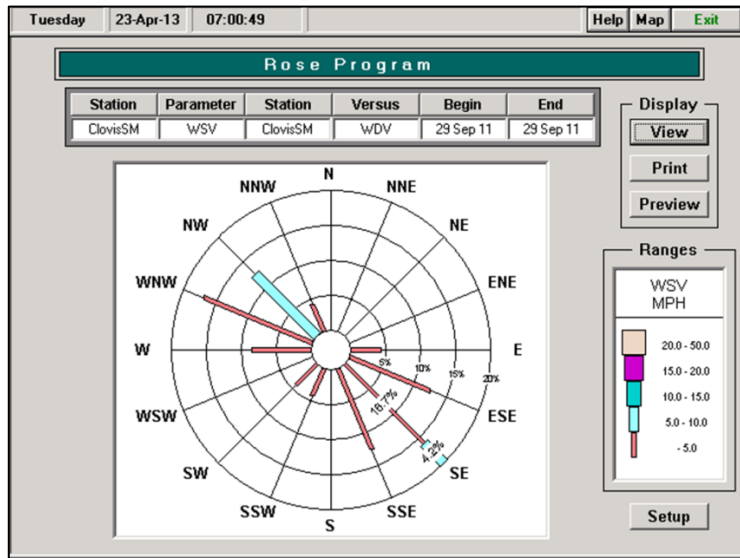 Tuesday 23-Apr-13 07:00:49 Help Map Exit
Rose Program
Station Parameter Station Versus Begin End
ClovisSM WSV ClovisSM WDV 29 Sep 11 29 Sep 11
Display
View
Print
Preview
N
NNW NNE
NW NE
WNW ENE
W E
5% 10% 15% 20%
WSW ESE
16.7%
4.2%
SW SE
SSW SSE
S
Ranges
WSV
MPH
20.0 - 50.0
15.0 - 20.0
10.0 - 15.0
5.0 - 10.0
- 5.0
Setup